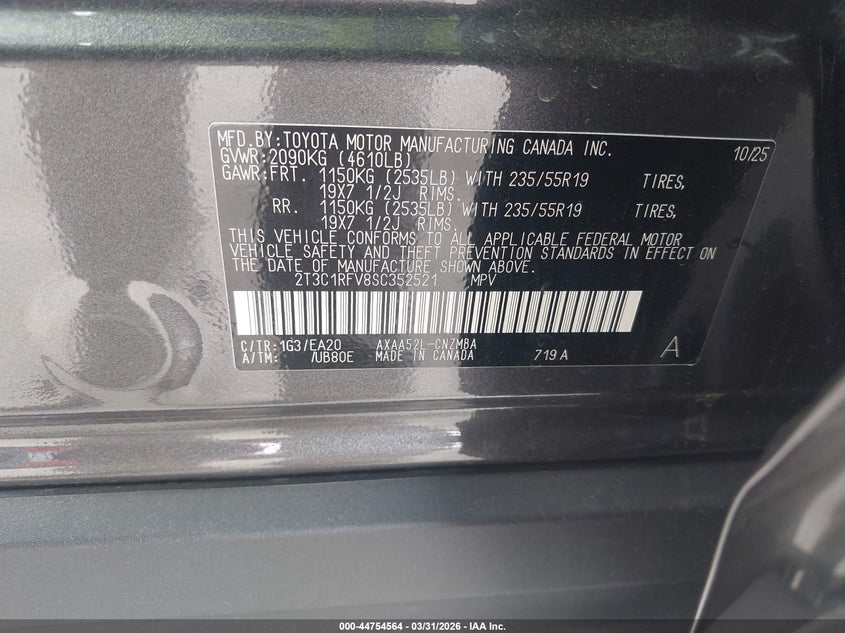 MFD.BY:TOYOTA MOTOR MANUFACTURING CANADA INC. 10/25
GVWR:2090KG (4610LB)
GAWR:FRT. 1150KG (2535LB) WITH 235/55R19 TIRES,
19X7 1/2J RIMS.
RR. 1150KG (2535LB) WITH 235/55R19 TIRES,
19X7 1/2J RIMS.
THIS VEHICLE CONFORMS TO ALL APPLICABLE FEDERAL MOTOR
VEHICLE SAFETY AND THEFT PREVENTION STANDARDS IN EFFECT ON
THE DATE OF MANUFACTURE SHOWN ABOVE.
2T3C1RFV8SC352521 MPV
C/TR:1G3/EA20 AXAA52L-CNZMBA
A/TM: /UB80E MADE IN CANADA 719A A
000-44754564 - 03/31/2026 - IAA Inc.